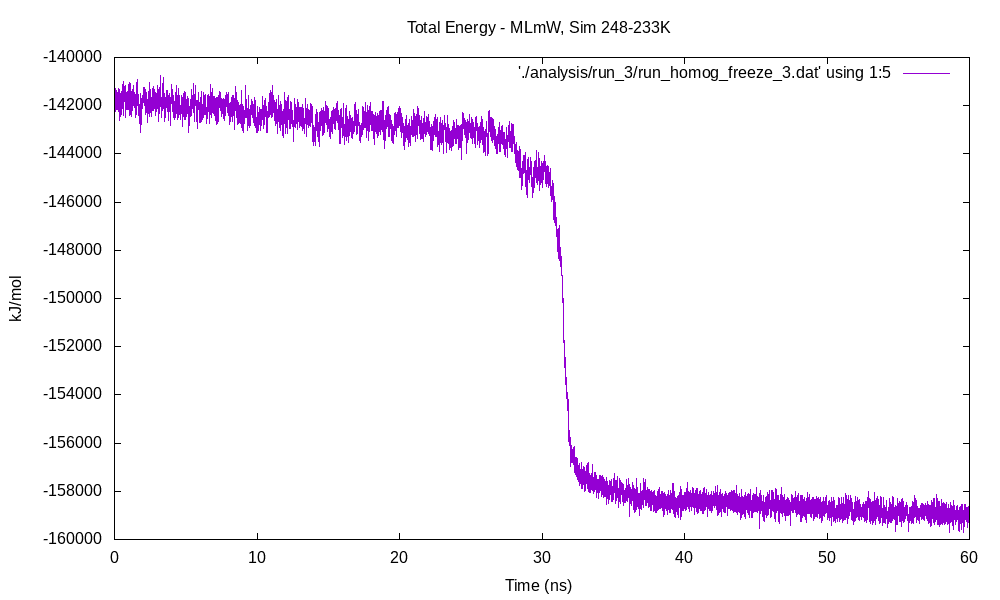 Total Energy - MLmW, Sim 248-233K
'./analysis/run_3/run_homog_freeze_3.dat' using 1:5
-140000
-142000
-144000
-146000
-148000
-150000
-152000
-154000
-156000
-158000
-160000
kJ/mol
0 10 20 30 40 50 60
Time (ns)